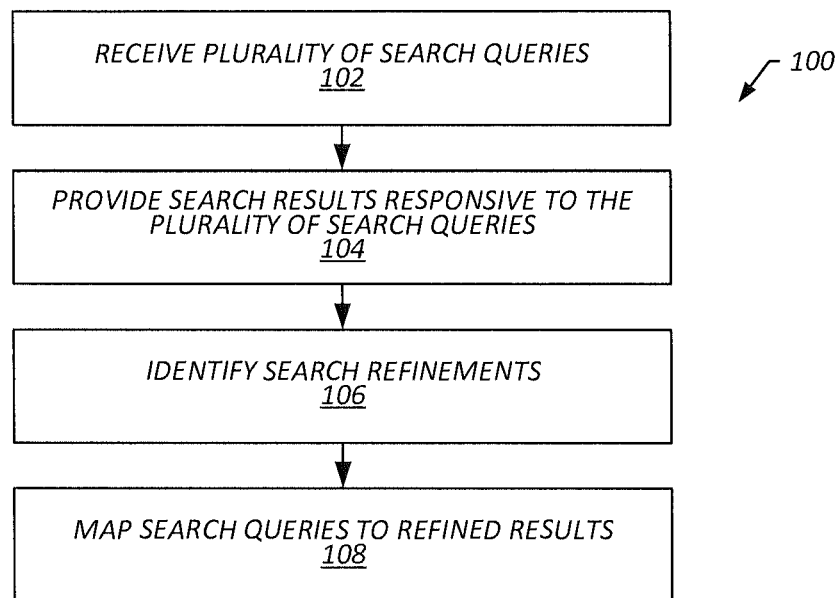 RECEIVE PLURALITY OF SEARCH QUERIES
102
100
PROVIDE SEARCH RESULTS RESPONSIVE TO THE
PLURALITY OF SEARCH QUERIES
104
IDENTIFY SEARCH REFINEMENTS
106
MAP SEARCH QUERIES TO REFINED RESULTS
108